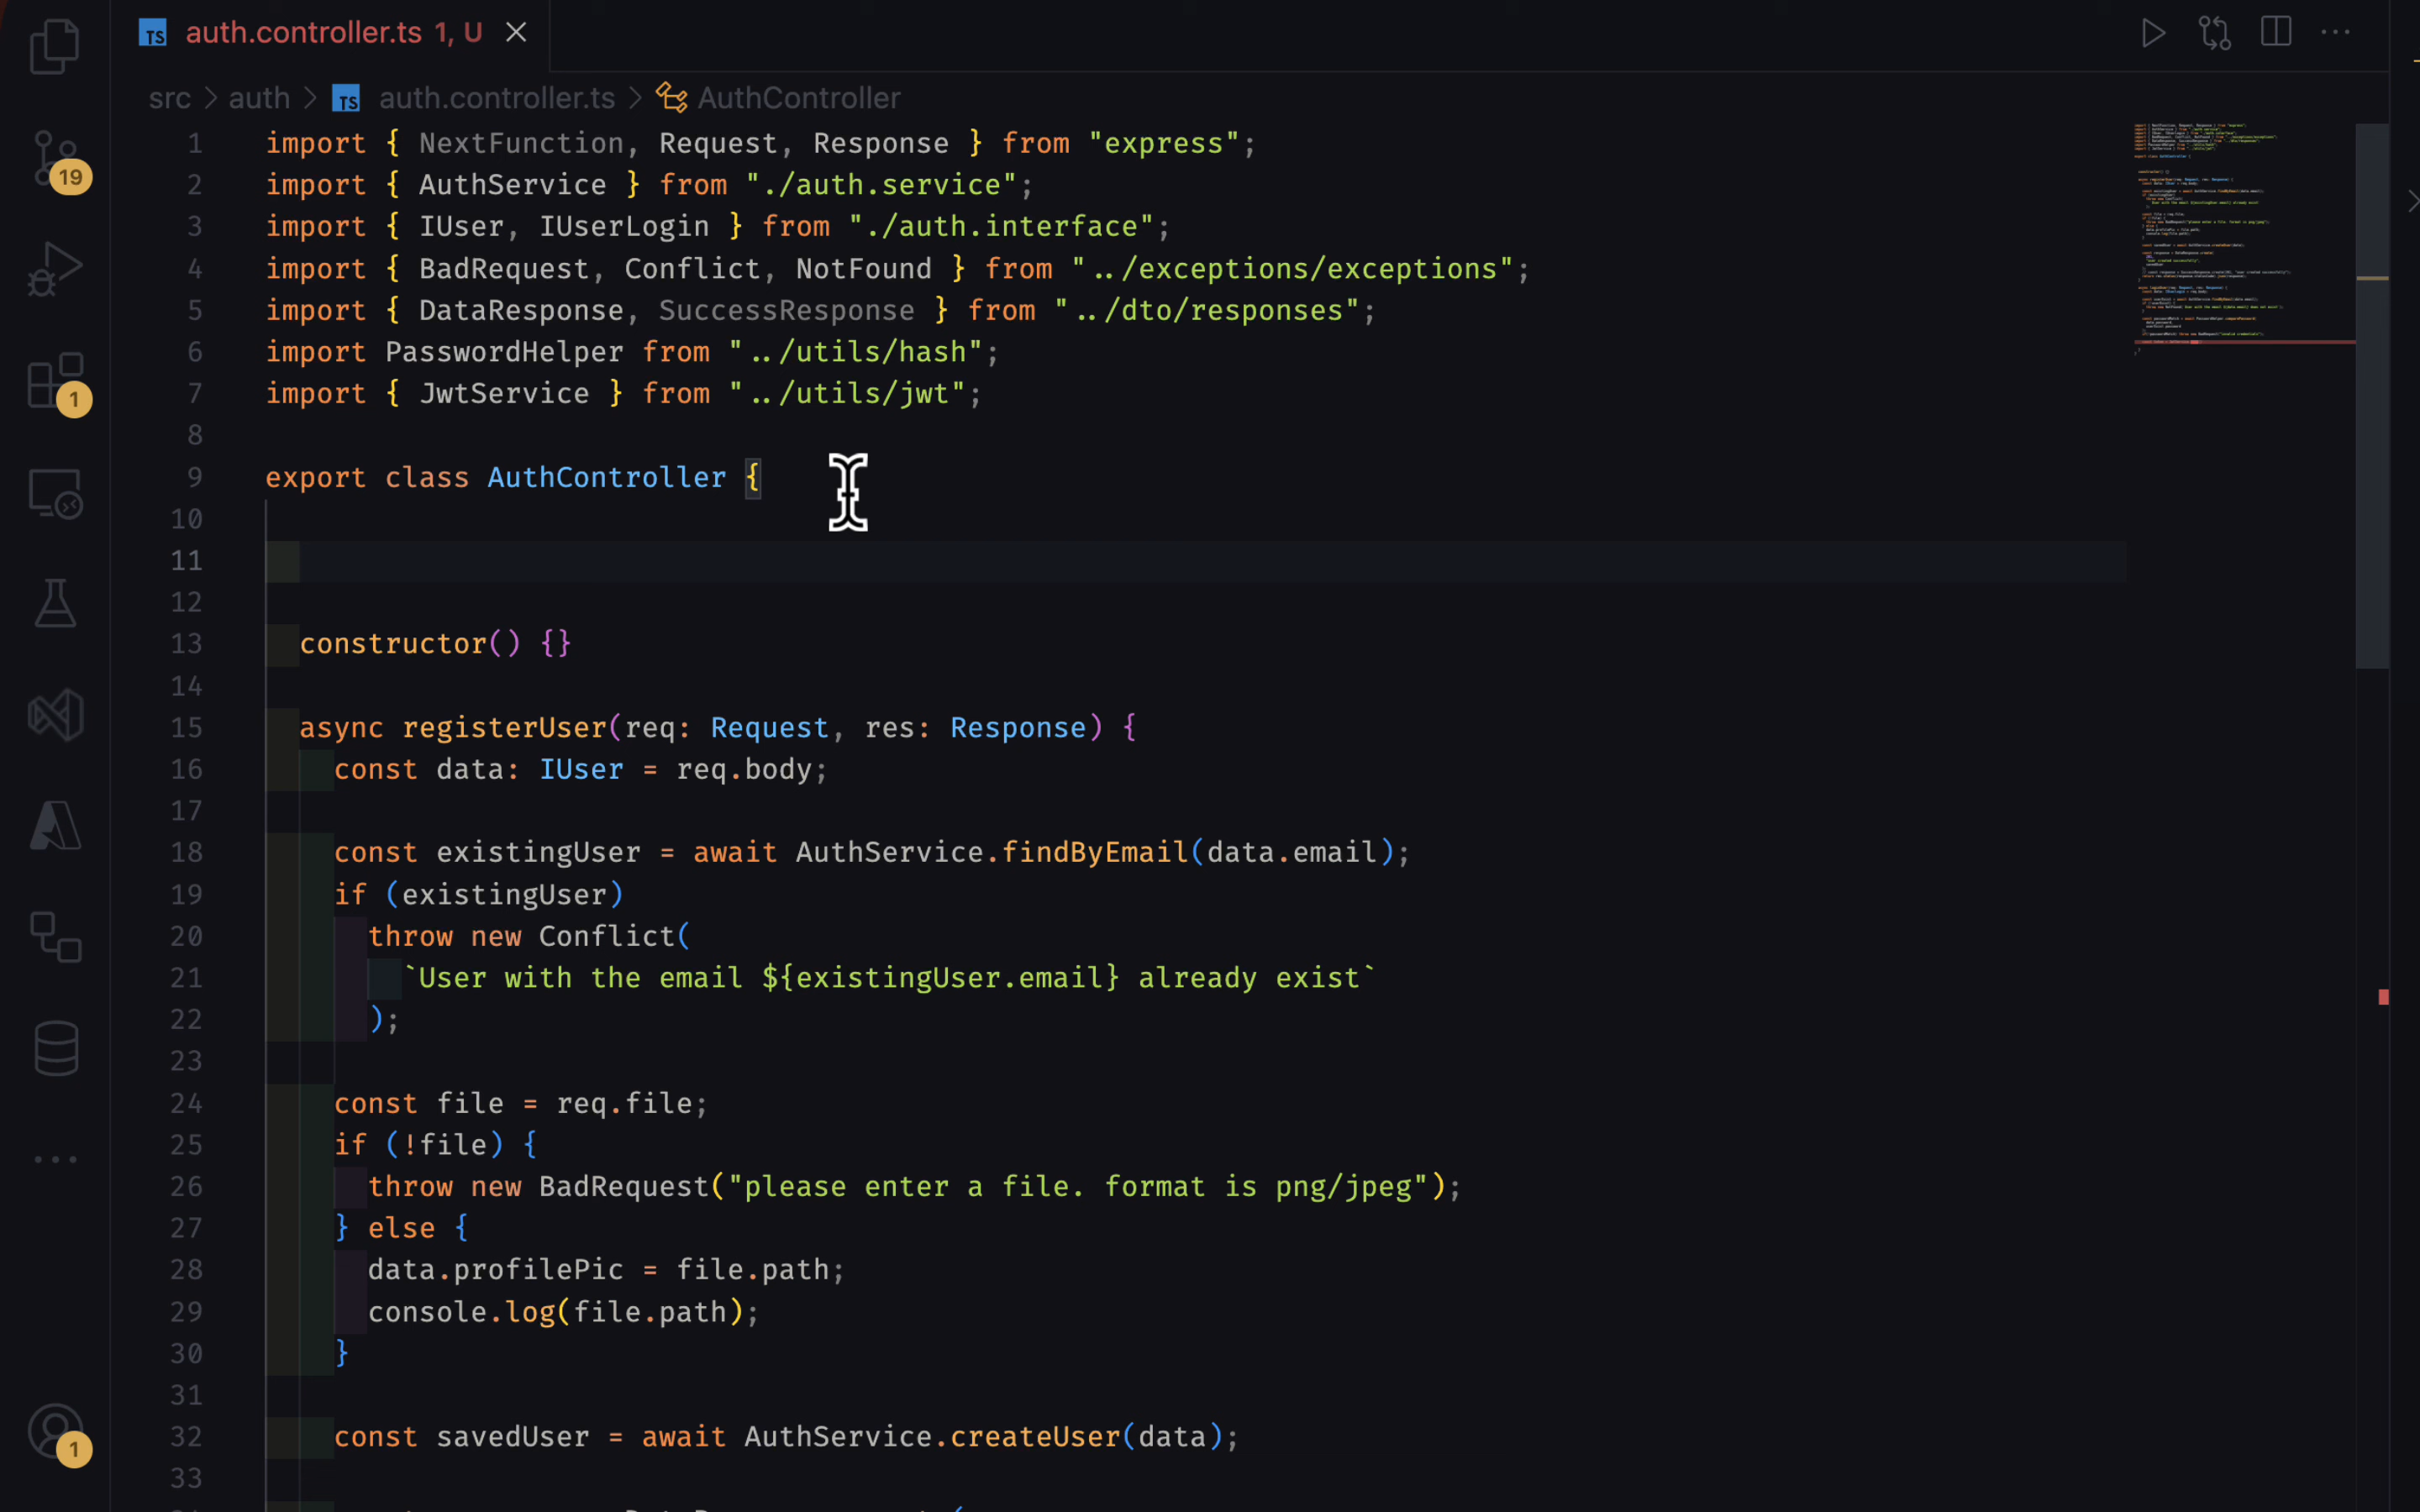 TS auth.controller.ts 1, U
src > auth > TS auth.controller.ts > AuthController
1 import { NextFunction, Request, Response } from "express";
2 import { AuthService } from "./auth.service";
3 import { IUser, IUserLogin } from "./auth.interface";
4 import { BadRequest, Conflict, NotFound } from "../exceptions/exceptions";
5 import { DataResponse, SuccessResponse } from "../dto/responses";
6 import PasswordHelper from "../utils/hash";
7 import { JwtService } from "../utils/jwt";
8
9 export class AuthController {
10
11
12
13 constructor() {}
14
15 async registerUser(req: Request, res: Response) {
16 const data: IUser = req.body;
17
18 const existingUser = await AuthService.findByEmail(data.email);
19 if (existingUser)
20 throw new Conflict(
21 `User with the email ${existingUser.email} already exist`
22 );
23
24 const file = req.file;
25 if (!file) {
26 throw new BadRequest("please enter a file. format is png/jpeg");
27 } else {
28 data.profilePic = file.path;
29 console.log(file.path);
30 }
31
32 const savedUser = await AuthService.createUser(data);
33
19
1
1